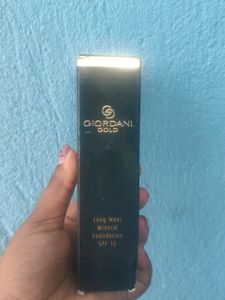 GIORDANI
GOLD
Long Wear
Mineral
Foundation
SPF 15